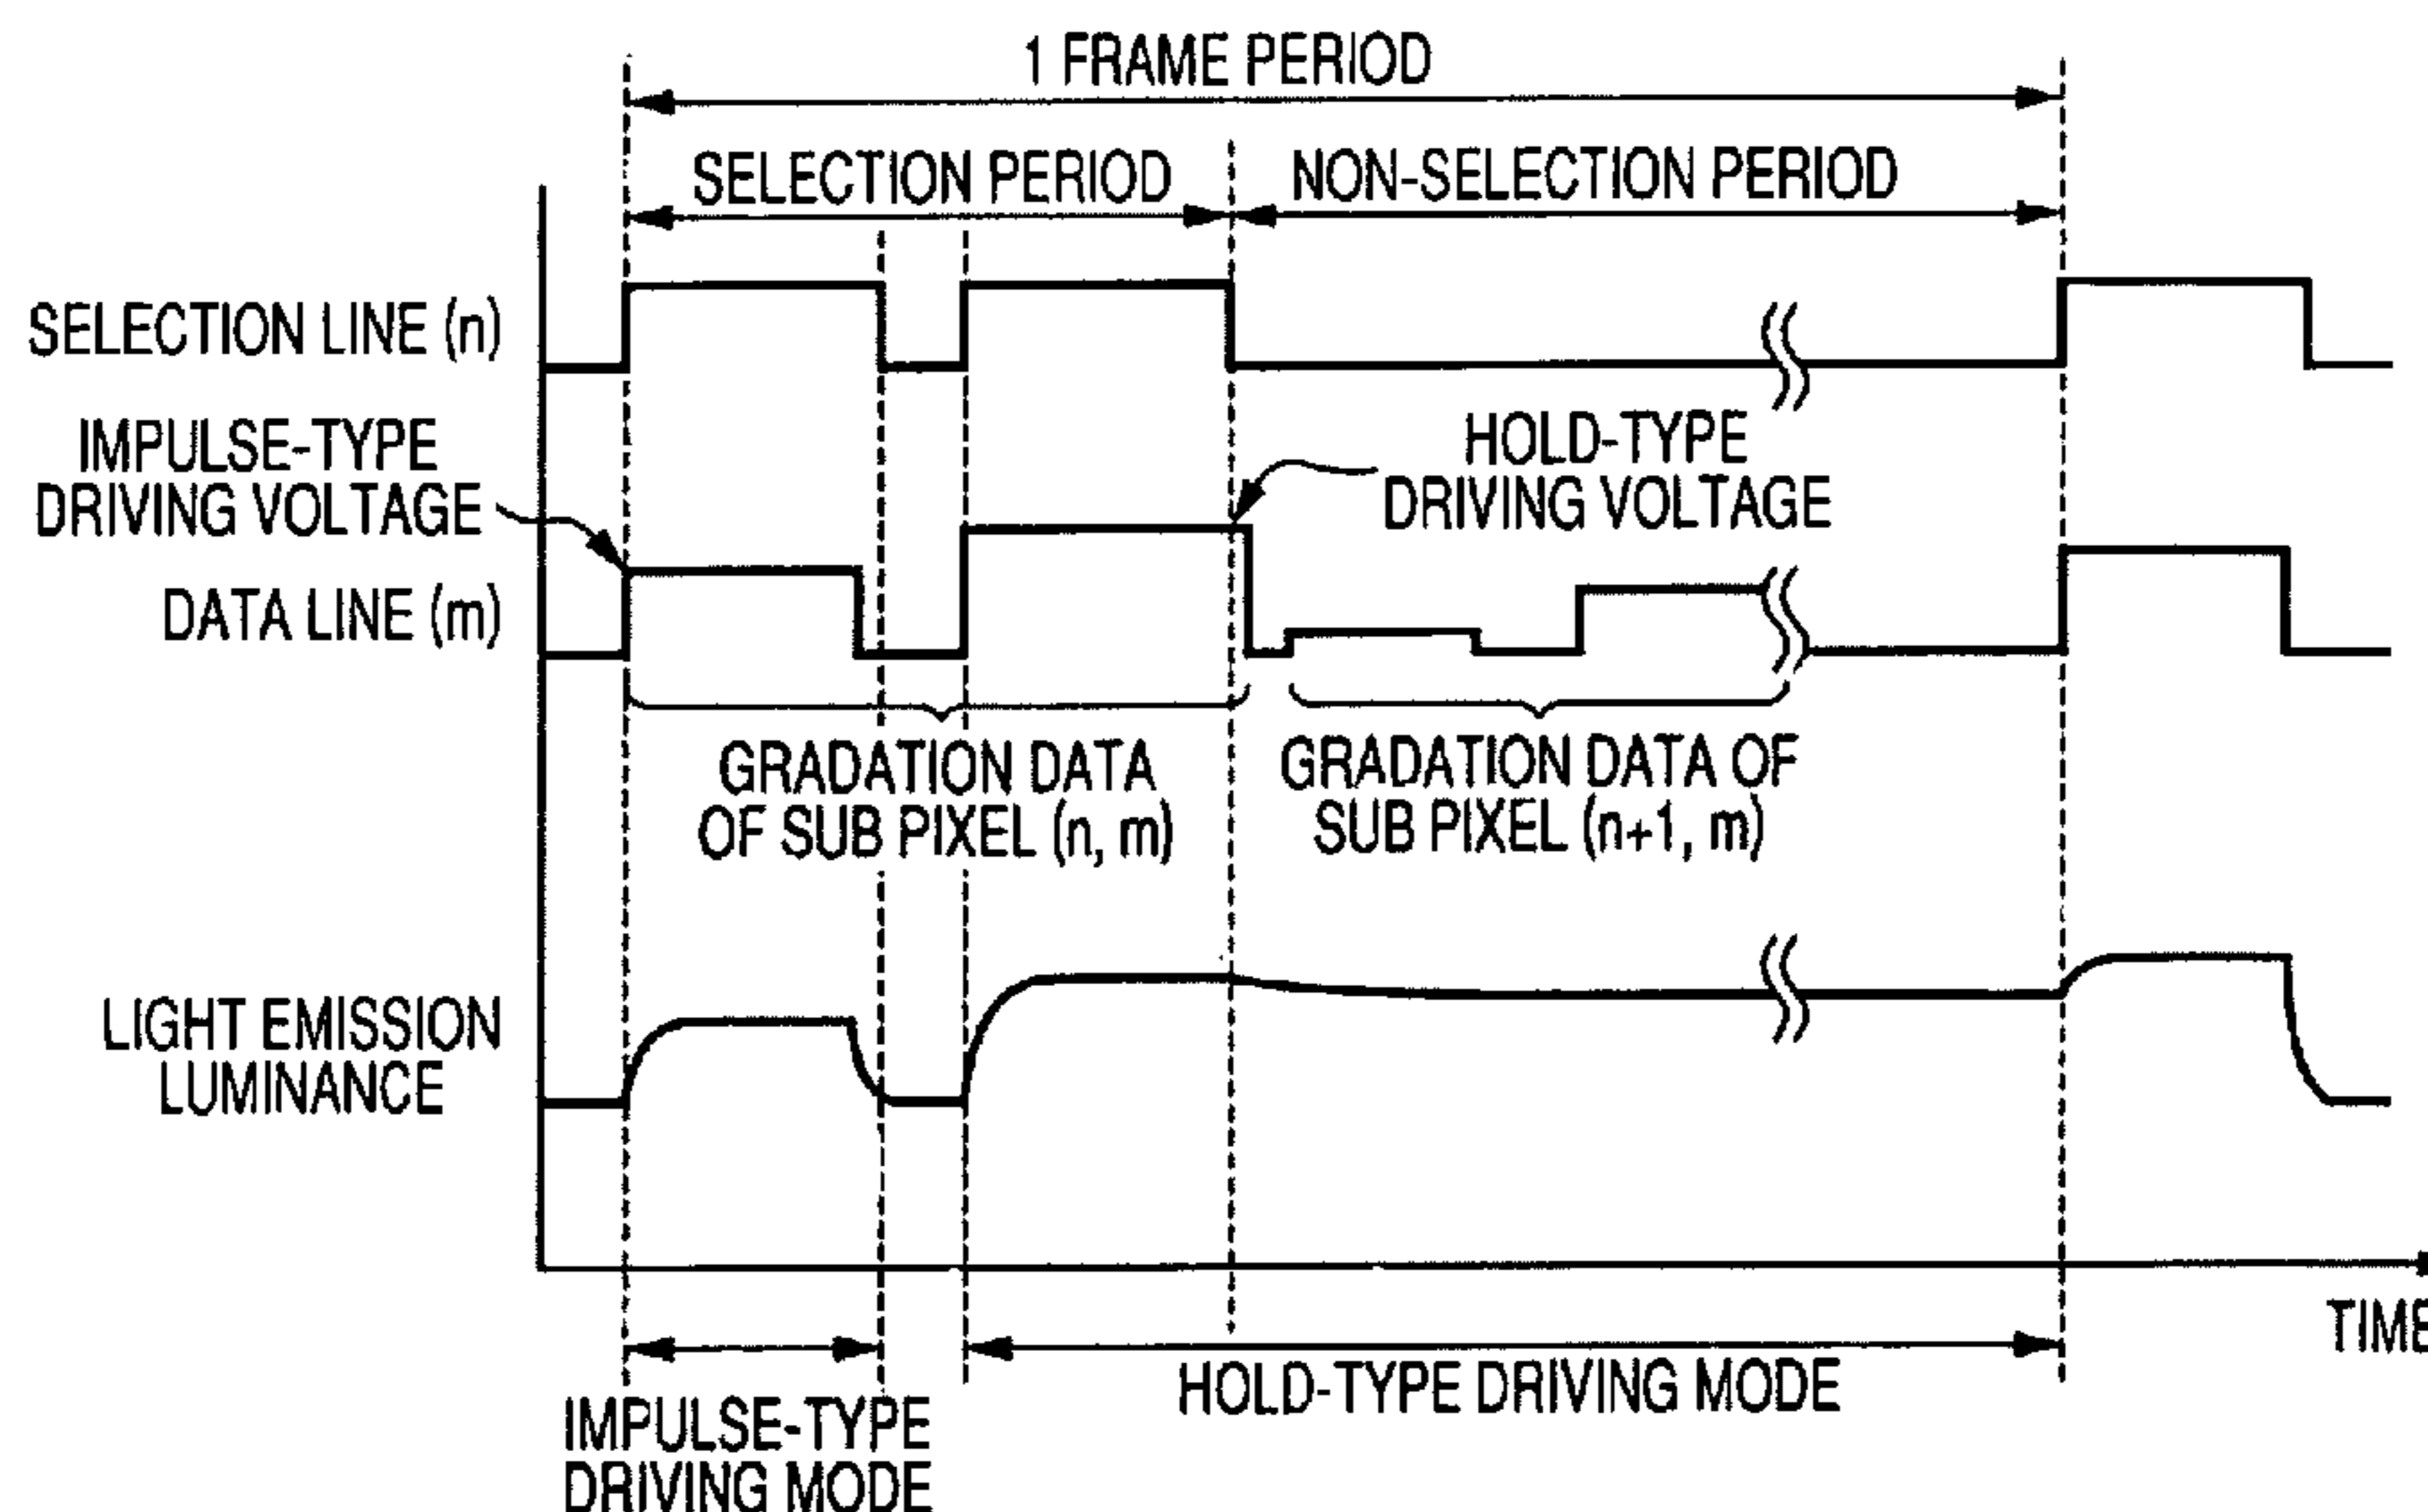 1 FRAME PERIOD
SELECTION PERIOD
NON-SELECTION PERIOD
SELECTION LINE (n)
IMPULSE-TYPE
DRIVING VOLTAGE
HOLD-TYPE
DRIVING VOLTAGE
DATA LINE (m)
GRADATION DATA
OF SUB PIXEL (n, m)
GRADATION DATA OF
SUB PIXEL (n+1, m)
LIGHT EMISSION
LUMINANCE
TIME
HOLD-TYPE DRIVING MODE
IMPULSE-TYPE
DRIVING MODE